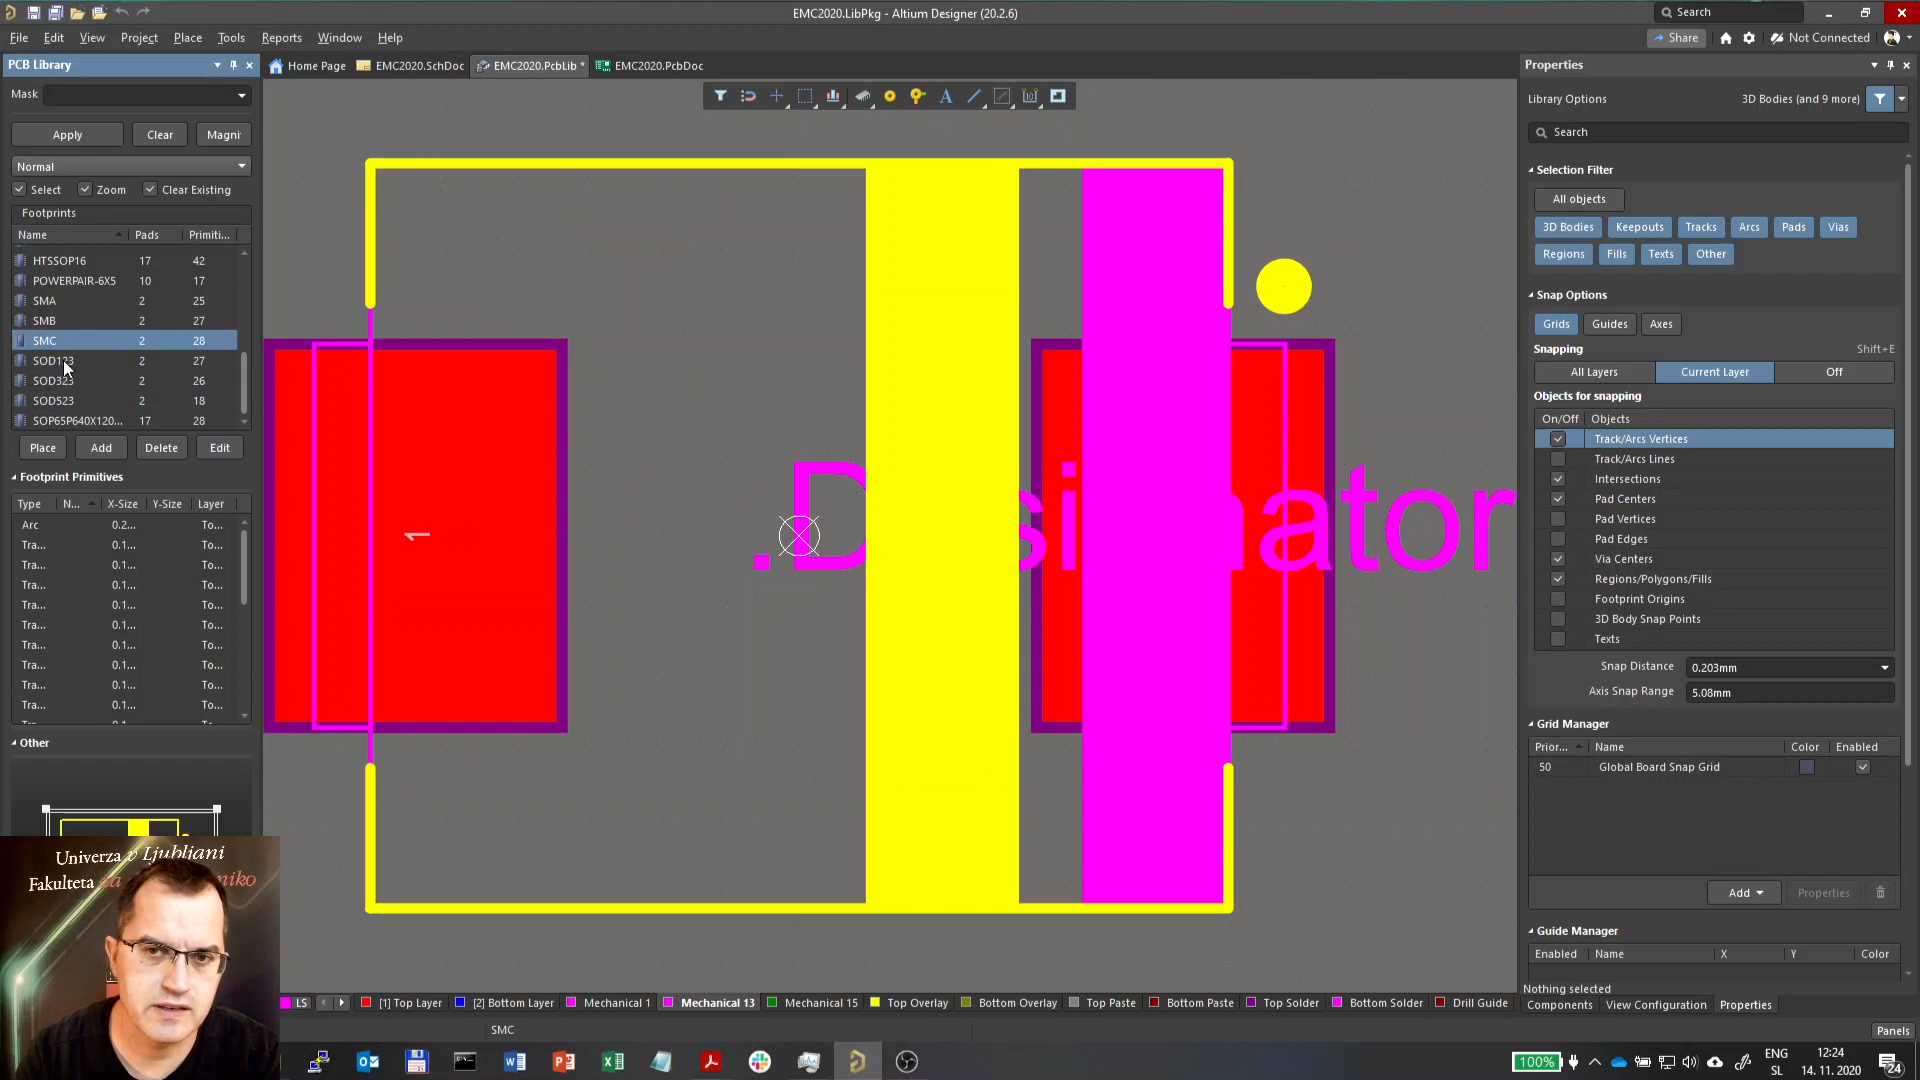 EMC2020.LibPkg - Altium Designer (20.2.6)
Search
File Edit View Project Place Tools Reports Window Help
Share
Not Connected
PCB Library
Home Page
EMC2020.SchDoc
EMC2020.PcbLib *
EMC2020.PcbDoc
Properties
Mask
Library Options
3D Bodies (and 9 more)
Apply
Clear
Magni
Search
Normal
Select
Zoom
Clear Existing
Selection Filter
All objects
Footprints
Name Pads Primiti...
3D Bodies Keepouts Tracks Arcs Pads Vias
Regions Fills Texts Other
HTSSOP16 17 42
POWERPAIR-6X5 10 17
SMA 2 25
SMB 2 27
SMC 2 28
SOD123 2 27
SOD323 2 26
SOD523 2 18
SOP65P640X120... 17 28
Place Add Delete Edit
Snap Options
Grids Guides Axes
Snapping
Shift+E
All Layers Current Layer Off
Objects for snapping
On/Off Objects
Track/Arcs Vertices
Track/Arcs Lines
Intersections
Pad Centers
Pad Vertices
Pad Edges
Via Centers
Regions/Polygons/Fills
Footprint Origins
3D Body Snap Points
Texts
Snap Distance 0.203mm
Axis Snap Range 5.08mm
Footprint Primitives
Type N... X-Size Y-Size Layer
Arc 0.2... To...
Tra... 0.1... To...
Tra... 0.1... To...
Tra... 0.1... To...
Tra... 0.1... To...
Tra... 0.1... To...
Tra... 0.1... To...
Tra... 0.1... To...
Tra... 0.1... To...
Tra... 0.1... To...
Other
1
Grid Manager
Prior... Name Color Enabled
50 Global Board Snap Grid
Add
Properties
Guide Manager
Enabled Name X Y Color
Nothing selected
Components View Configuration Properties
Univerza v Ljubljani
Fakulteta
LS
[1] Top Layer
[2] Bottom Layer
Mechanical 1
Mechanical 13
Mechanical 15
Top Overlay
Bottom Overlay
Top Paste
Bottom Paste
Top Solder
Bottom Solder
Drill Guide
SMC
Panels
100%
ENG
SL
12:24
14. 11. 2020
24